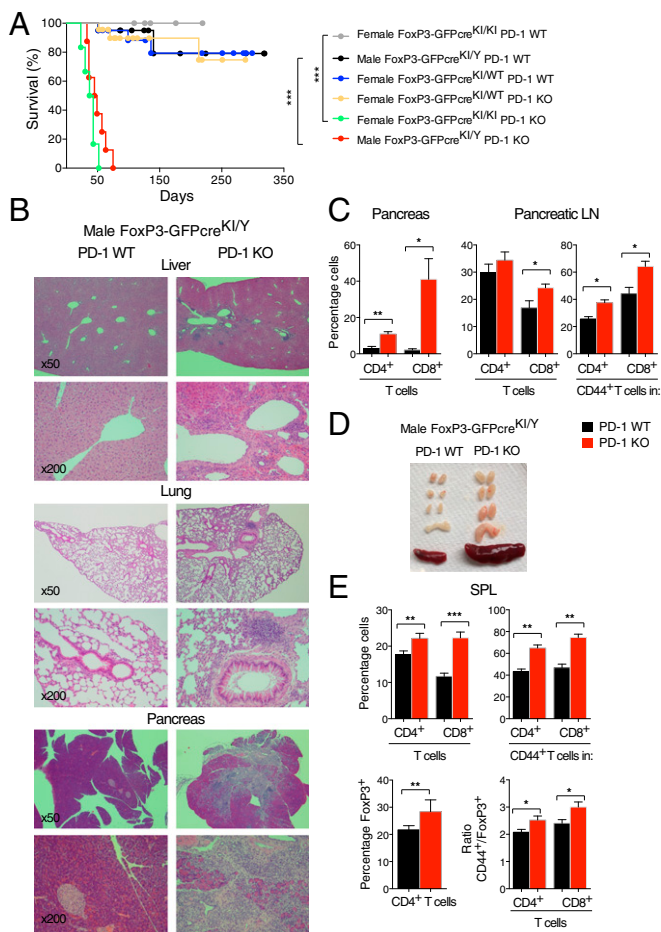 A
Survival (%)
100
80
60
40
20
0
50
150
250
350
Days
***
***
Female FoxP3-GFPcreKI/KI PD-1 WT
Male FoxP3-GFPcreKI/Y PD-1 WT
Female FoxP3-GFPcreKI/WT PD-1 WT
Female FoxP3-GFPcreKI/WT PD-1 KO
Female FoxP3-GFPcreKI/KI PD-1 KO
Male FoxP3-GFPcreKI/Y PD-1 KO
B
Male FoxP3-GFPcreKI/Y
PD-1 WT PD-1 KO
Liver
x50
x200
Lung
x50
x200
Pancreas
x50
x200
C
Pancreas Pancreatic LN
Percentage cells
60
40
20
0
**
*
CD4+ CD8+
T cells
40
30
20
10
0
*
CD4+ CD8+
T cells
80
60
40
20
0
*
*
CD4+ CD8+
CD44+T cells in:
D
Male FoxP3-GFPcreKI/Y
PD-1 WT PD-1 KO
PD-1 WT
PD-1 KO
E
SPL
Percentage cells
30
20
10
0
**
***
CD4+ CD8+
T cells
100
80
60
40
20
0
**
**
CD4+ CD8+
CD44+T cells in:
Percentage FoxP3+
40
30
20
10
0
**
CD4+ T cells
Ratio
CD44+/FoxP3+
4
3
2
1
0
*
*
CD4+ CD8+
T cells